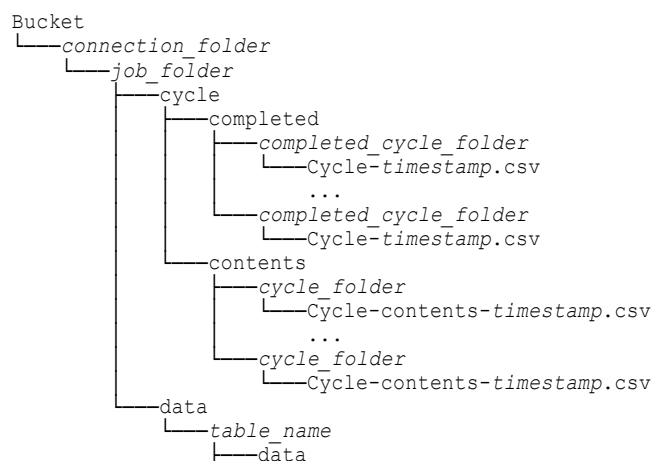 Bucket
└───connection_folder
    └───job_folder
        ├───cycle
        │   ├───completed
        │   │   ├───completed_cycle_folder
        │   │   │   └───Cycle-timestamp.csv
        │   │   │       ...
        │   │   └───completed_cycle_folder
        │   │       └───Cycle-timestamp.csv
        │   └───contents
        │       ├───cycle_folder
        │       │   └───Cycle-contents-timestamp.csv
        │       │       ...
        │       └───cycle_folder
        │           └───Cycle-contents-timestamp.csv
        └───data
            └───table_name
                ├───data